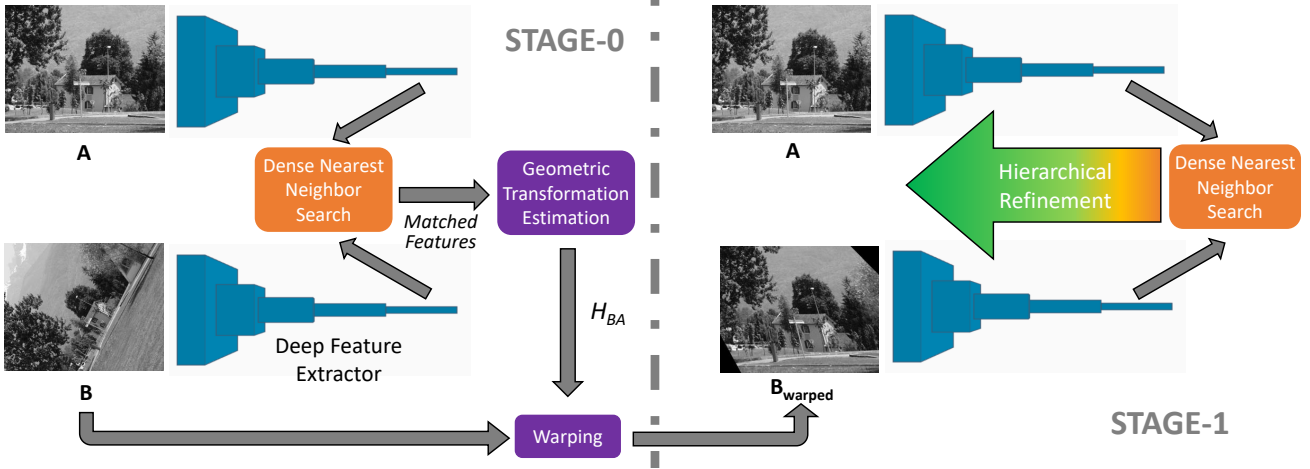 STAGE-0
A
Dense Nearest
Neighbor
Search
Matched
Features
Geometric
Transformation
Estimation
H_BA
Deep Feature
Extractor
B
Warping
A
Hierarchical
Refinement
Dense Nearest
Neighbor
Search
B_warped
STAGE-1